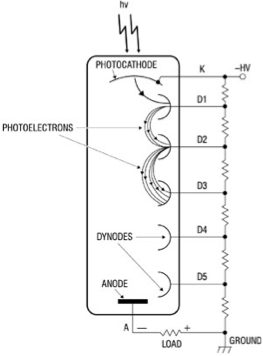 hν
PHOTOCATHODE
K
–HV
D1
PHOTOELECTRONS
D2
D3
DYNODES
D4
D5
ANODE
A
—
+
LOAD
GROUND